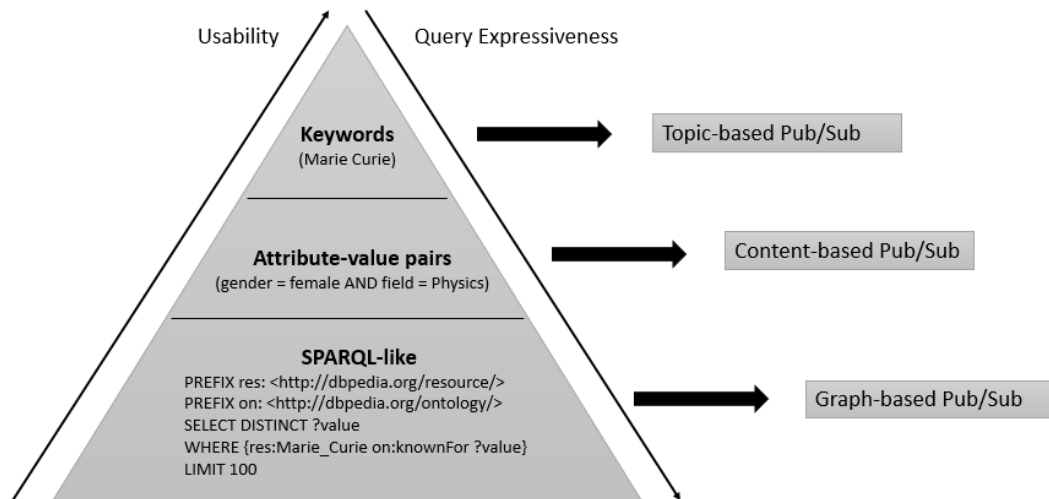 Usability
Query Expressiveness
Keywords
(Marie Curie)
Topic-based Pub/Sub
Attribute-value pairs
(gender = female AND field = Physics)
Content-based Pub/Sub
SPARQL-like
PREFIX res: <http://dbpedia.org/resource/>
PREFIX on: <http://dbpedia.org/ontology/>
SELECT DISTINCT ?value
WHERE {res:Marie_Curie on:knownFor ?value}
LIMIT 100
Graph-based Pub/Sub